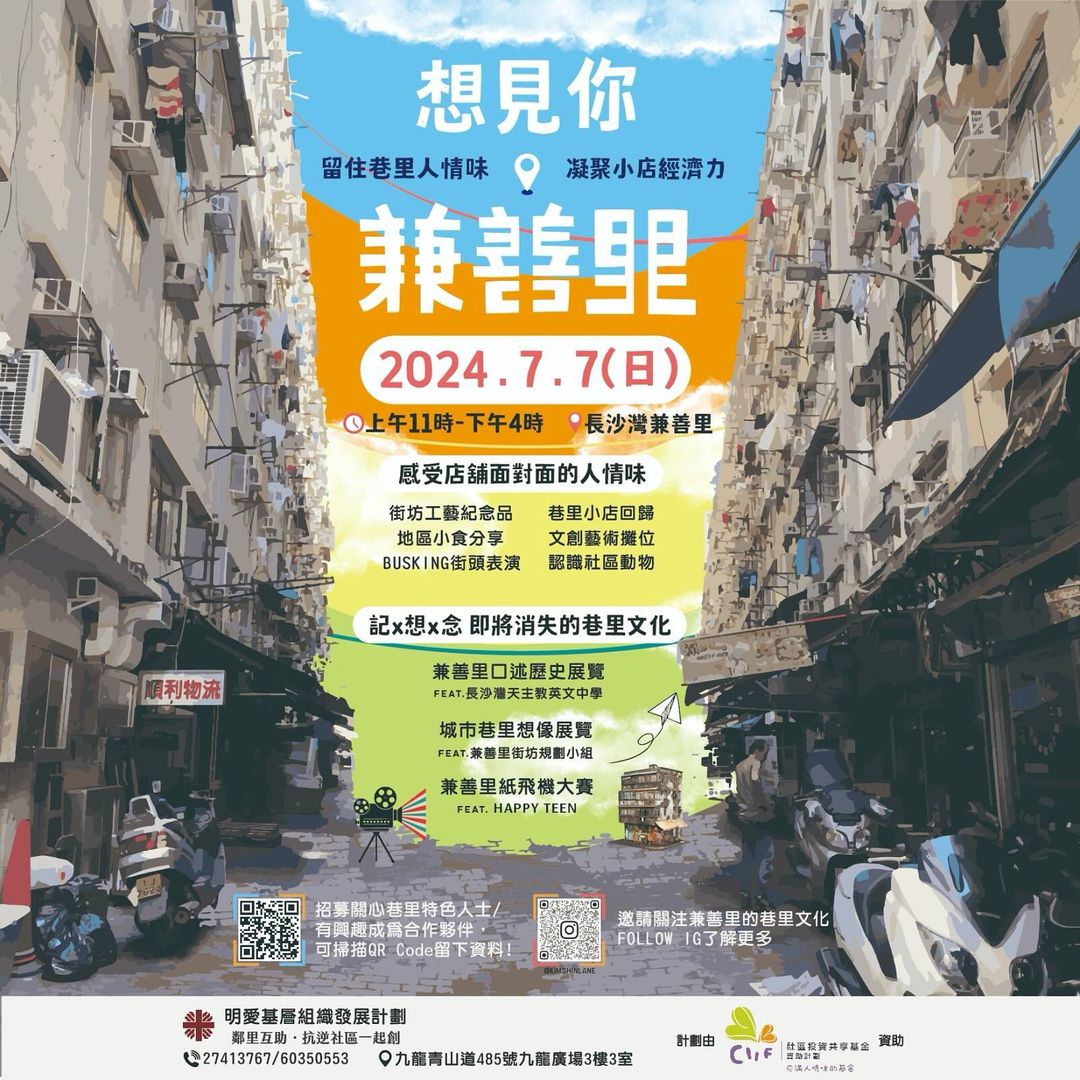 想見你
留住巷里人情味
凝聚小店經濟力
兼善里
2024.7.7(日)
上午11時-下午4時
長沙灣兼善里
感受店舖面對面的人情味
街坊工藝紀念品 巷里小店回歸
地區小食分享 文創藝術攤位
BUSKING街頭表演 認識社區動物
記x想x念 即將消失的巷里文化
兼善里口述歷史展覽
FEAT.長沙灣天主教英文中學
城市巷里想像展覽
FEAT.兼善里街坊規劃小組
兼善里紙飛機大賽
FEAT. HAPPY TEEN
順利物流
招募關心巷里特色人士/
有興趣成為合作夥伴，
可掃描QR Code留下資料!
邀請關注兼善里的巷里文化
FOLLOW IG了解更多
@KIMSHINLANE
明愛基層組織發展計劃
鄰里互助·抗逆社區一起創
27413767/60350553
九龍青山道485號九龍廣場3樓3室
計劃由
CIIF
社區投資共享基金
資助計劃
充滿人情味的基金
資助